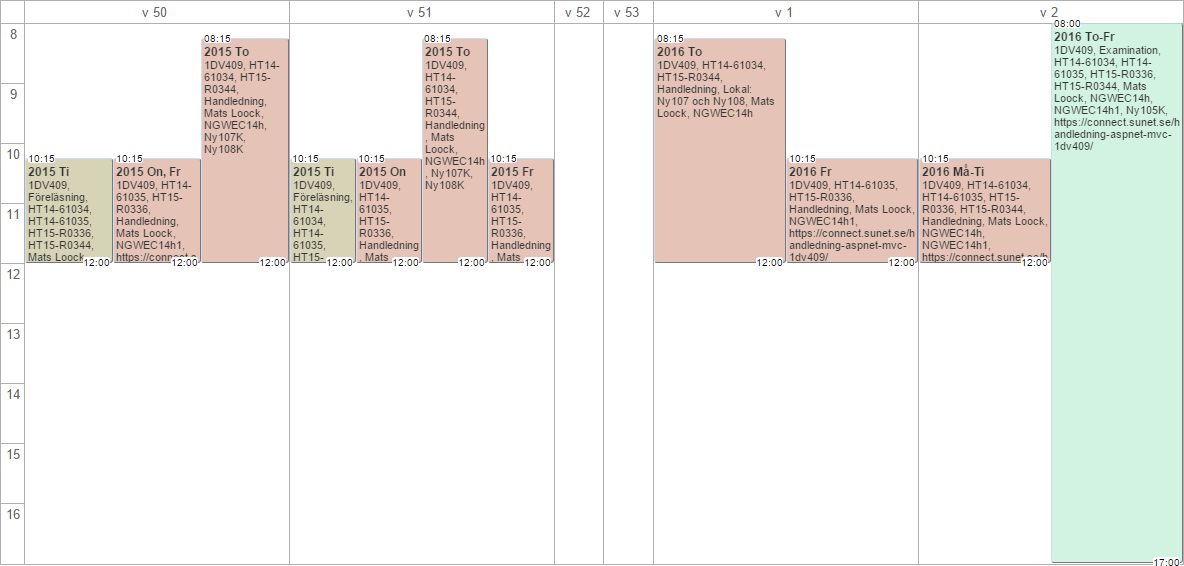 v 50
v 51
v 52
v 53
v 1
v 2
8
9
10
11
12
13
14
15
16
10:15
2015 Ti
1DV409,
Föreläsning,
HT14-61034,
HT14-61035,
HT15-R0336,
HT15-R0344,
Mats Loock,
12:00
10:15
2015 On, Fr
1DV409, HT14-
61035, HT15-
R0336,
Handledning,
Mats Loock,
NGWEC14h1,
https://connect.s
12:00
08:15
2015 To
1DV409, HT14-
61034, HT15-
R0344,
Handledning,
Mats Loock,
NGWEC14h,
Ny107K,
Ny108K
12:00
10:15
2015 Ti
1DV409,
Föreläsning,
HT14-
61034,
HT14-
61035,
HT15-
12:00
10:15
2015 On
1DV409,
HT14-
61035,
HT15-
R0336,
Handledning
, Mats
12:00
08:15
2015 To
1DV409,
HT14-
61034,
HT15-
R0344,
Handledning
, Mats
Loock,
NGWEC14h
, Ny107K,
Ny108K
12:00
10:15
2015 Fr
1DV409,
HT14-
61035,
HT15-
R0336,
Handledning
, Mats
12:00
08:15
2016 To
1DV409, HT14-61034,
HT15-R0344,
Handledning, Lokal:
Ny107 och Ny108, Mats
Loock, NGWEC14h
12:00
10:15
2016 Fr
1DV409, HT14-61035,
HT15-R0336,
Handledning, Mats Loock,
NGWEC14h1,
https://connect.sunet.se/h
andledning-aspnet-mvc-
1dv409/
12:00
10:15
2016 Må-Ti
1DV409, HT14-61034,
HT14-61035, HT15-
R0336, HT15-R0344,
Handledning, Mats Loock,
NGWEC14h,
NGWEC14h1,
https://connect.sunet.se/h
12:00
08:00
2016 To-Fr
1DV409, Examination,
HT14-61034, HT14-
61035, HT15-R0336,
HT15-R0344, Mats
Loock, NGWEC14h,
NGWEC14h1, Ny105K,
https://connect.sunet.se/h
andledning-aspnet-mvc-
1dv409/
17:00